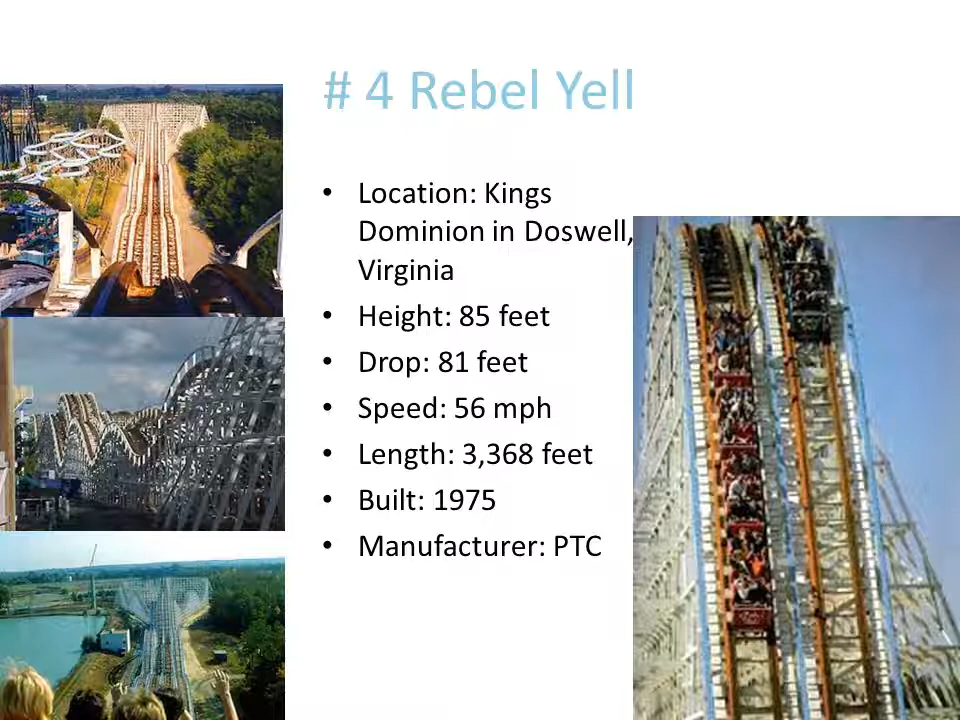 # 4 Rebel Yell
• Location: Kings
Dominion in Doswell,
Virginia
• Height: 85 feet
• Drop: 81 feet
• Speed: 56 mph
• Length: 3,368 feet
• Built: 1975
• Manufacturer: PTC